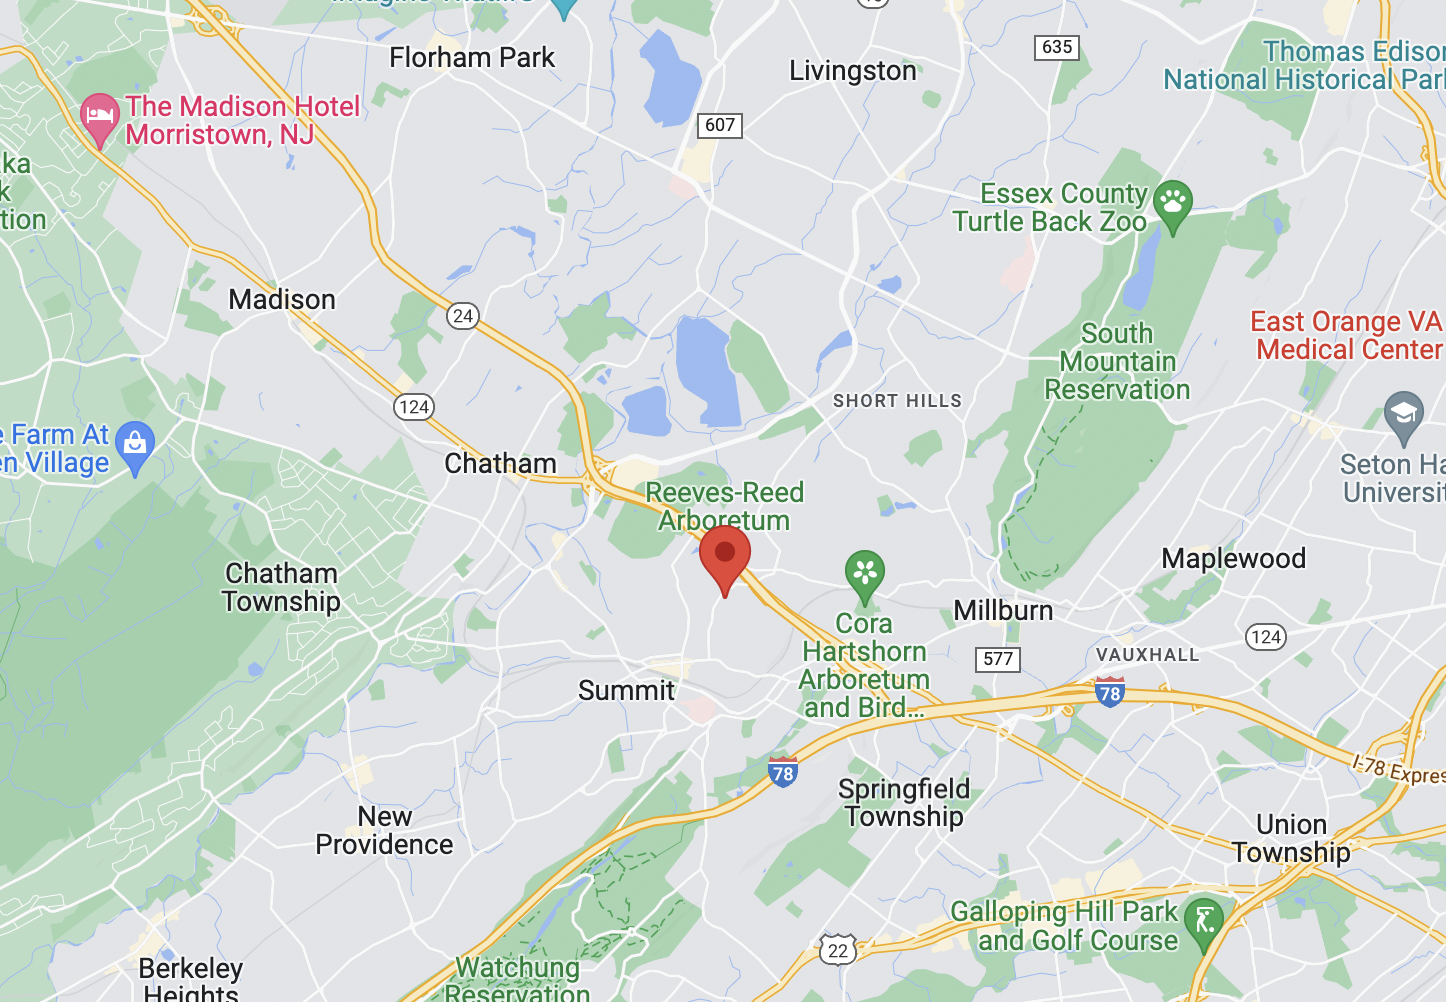 Florham Park
Livingston
635
Thomas Edison
National Historical Park
The Madison Hotel
Morristown, NJ
607
ka
k
tion
Essex County
Turtle Back Zoo
Madison
24
South
Mountain
Reservation
East Orange VA
Medical Center
SHORT HILLS
124
e Farm At
en Village
Chatham
Seton Ha
Universit
Reeves-Reed
Arboretum
Chatham
Township
Maplewood
Millburn
Cora
Hartshorn
Arboretum
and Bird...
124
577
VAUXHALL
Summit
78
78
I-78 Expres
Springfield
Township
New
Providence
Union
Township
Galloping Hill Park
and Golf Course
22
Berkeley
Heights
Watchung
Reservation